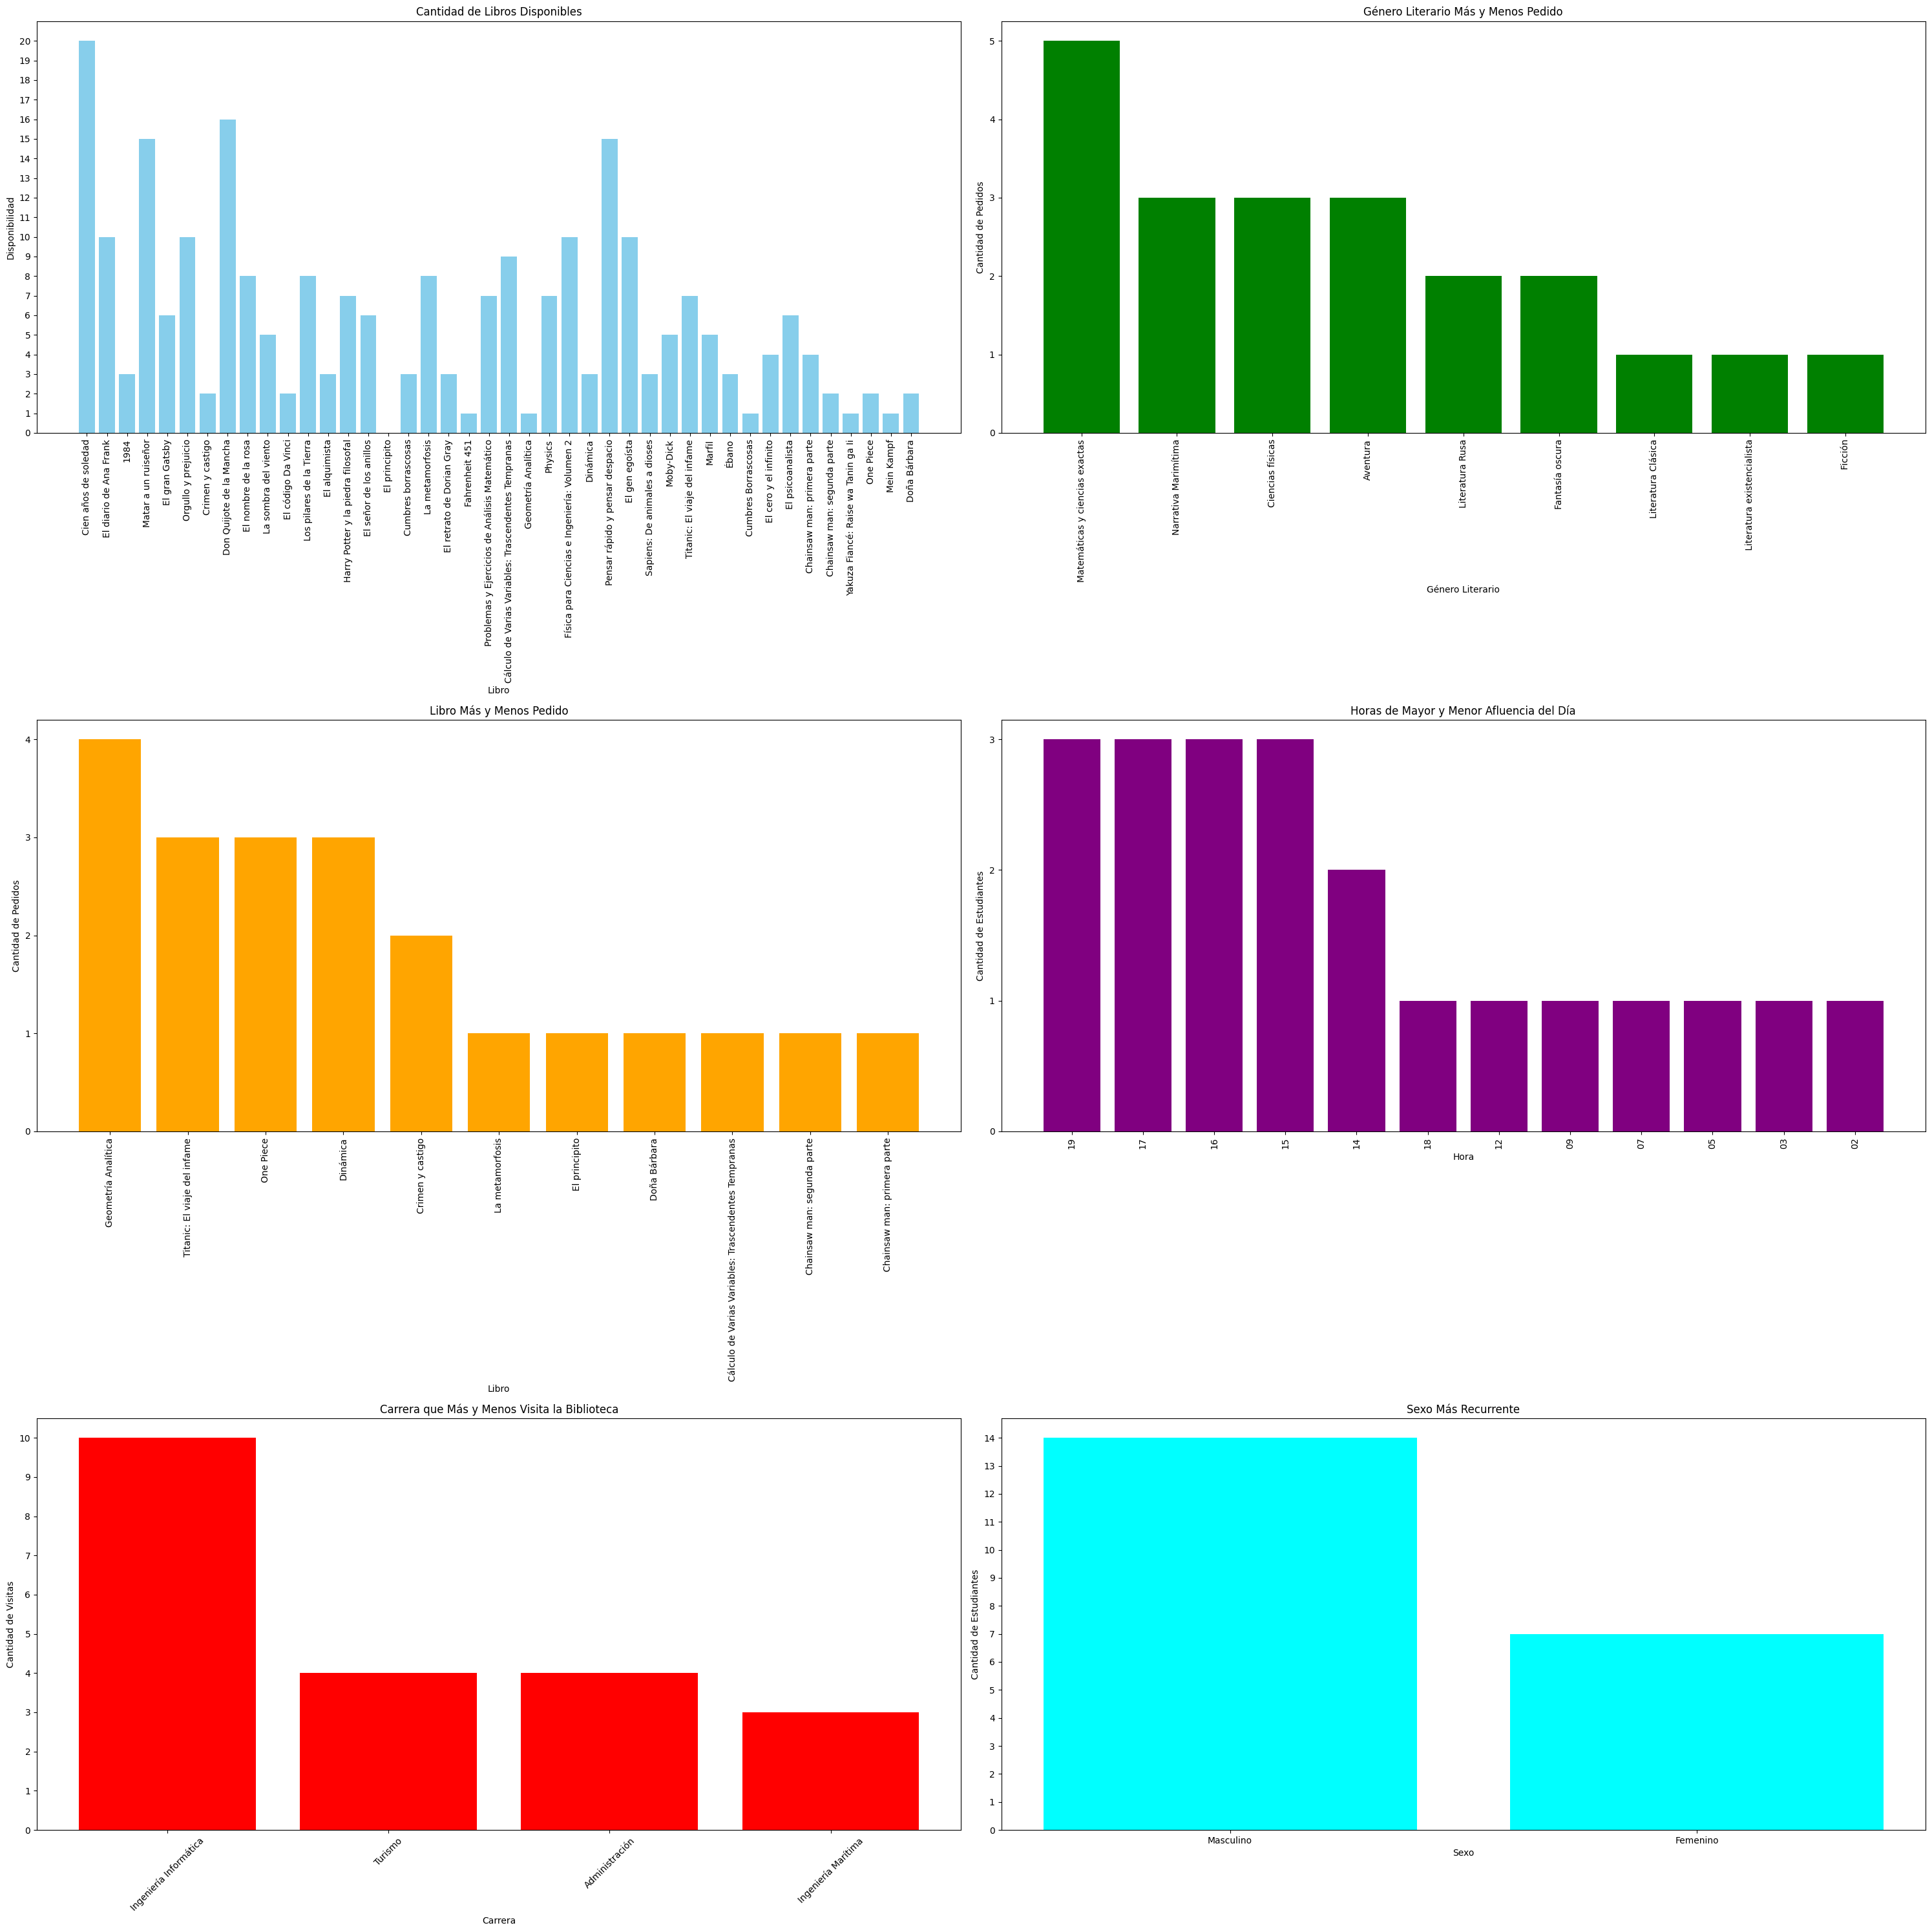 Cantidad de Libros Disponibles
Disponibilidad
20
19
18
17
16
15
14
13
12
11
10
9
8
7
6
5
4
3
2
1
0
Cien años de soledad
El diario de Ana Frank
1984
Matar a un ruiseñor
El gran Gatsby
Orgullo y prejuicio
Crimen y castigo
Don Quijote de la Mancha
El nombre de la rosa
La sombra del viento
El código Da Vinci
Los pilares de la Tierra
El alquimista
Harry Potter y la piedra filosofal
El señor de los anillos
El principito
Cumbres borrascosas
La metamorfosis
El retrato de Dorian Gray
Fahrenheit 451
Problemas y Ejercicios de Análisis Matemático
Cálculo de Varias Variables: Trascendentes Tempranas
Geometría Analítica
Physics
Física para Ciencias e Ingeniería: Volumen 2
Dinámica
Pensar rápido y pensar despacio
El gen egoísta
Sapiens: De animales a dioses
Moby-Dick
Titanic: El viaje del infame
Marfil
Ébano
Cumbres Borrascosas
El cero y el infinito
El psicoanalista
Chainsaw man: primera parte
Chainsaw man: segunda parte
Yakuza Fiancé: Raise wa Tanin ga Ii
One Piece
Mein Kampf
Doña Bárbara
Libro
Género Literario Más y Menos Pedido
Cantidad de Pedidos
5
4
3
2
1
0
Matemáticas y ciencias exactas
Narrativa Marimítima
Ciencias físicas
Aventura
Literatura Rusa
Fantasía oscura
Literatura Clásica
Literatura existencialista
Ficción
Género Literario
Libro Más y Menos Pedido
Cantidad de Pedidos
4
3
2
1
0
Geometría Analítica
Titanic: El viaje del infame
One Piece
Dinámica
Crimen y castigo
La metamorfosis
El principito
Doña Bárbara
Cálculo de Varias Variables: Trascendentes Tempranas
Chainsaw man: segunda parte
Chainsaw man: primera parte
Libro
Horas de Mayor y Menor Afluencia del Día
Cantidad de Estudiantes
3
2
1
0
19
17
16
15
14
18
12
09
07
05
03
02
Hora
Carrera que Más y Menos Visita la Biblioteca
Cantidad de Visitas
10
9
8
7
6
5
4
3
2
1
0
Ingeniería Informática
Turismo
Administración
Ingeniería Marítima
Carrera
Sexo Más Recurrente
Cantidad de Estudiantes
14
13
12
11
10
9
8
7
6
5
4
3
2
1
0
Masculino
Femenino
Sexo